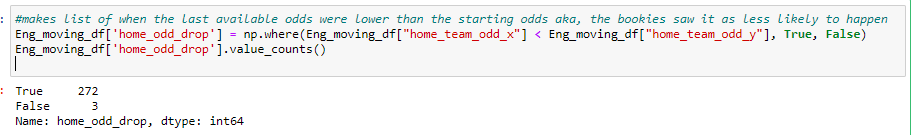 : #makes list of when the last available odds were lower than the starting odds aka, the bookies saw it as less likely to happen
Eng_moving_df['home_odd_drop'] = np.where(Eng_moving_df["home_team_odd_x"] < Eng_moving_df["home_team_odd_y"], True, False)
Eng_moving_df['home_odd_drop'].value_counts()
: True     272
False      3
Name: home_odd_drop, dtype: int64